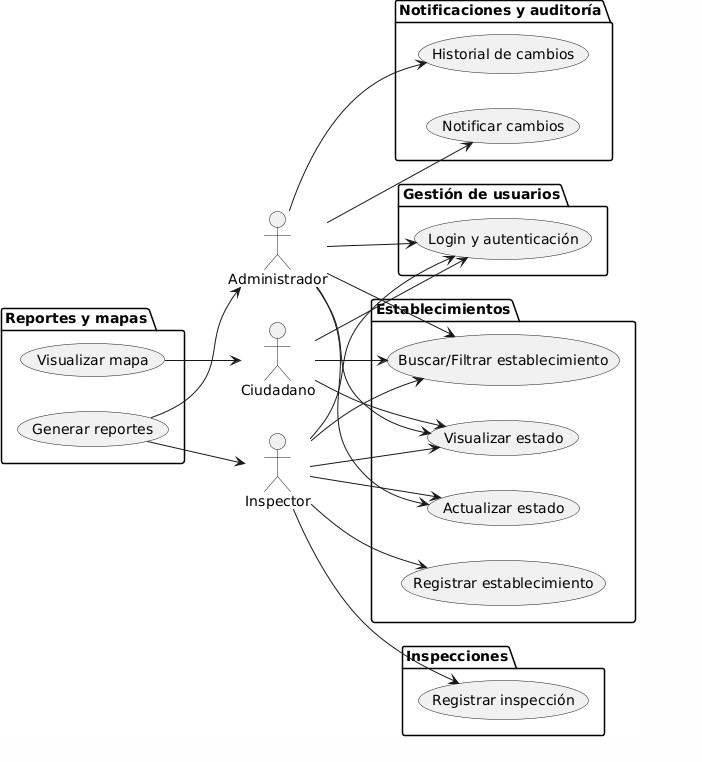 Notificaciones y auditoría
Historial de cambios
Notificar cambios
Gestión de usuarios
Login y autenticación
Administrador
Reportes y mapas
Visualizar mapa
Generar reportes
Ciudadano
Inspector
Establecimientos
Buscar/Filtrar establecimiento
Visualizar estado
Actualizar estado
Registrar establecimiento
Inspecciones
Registrar inspección